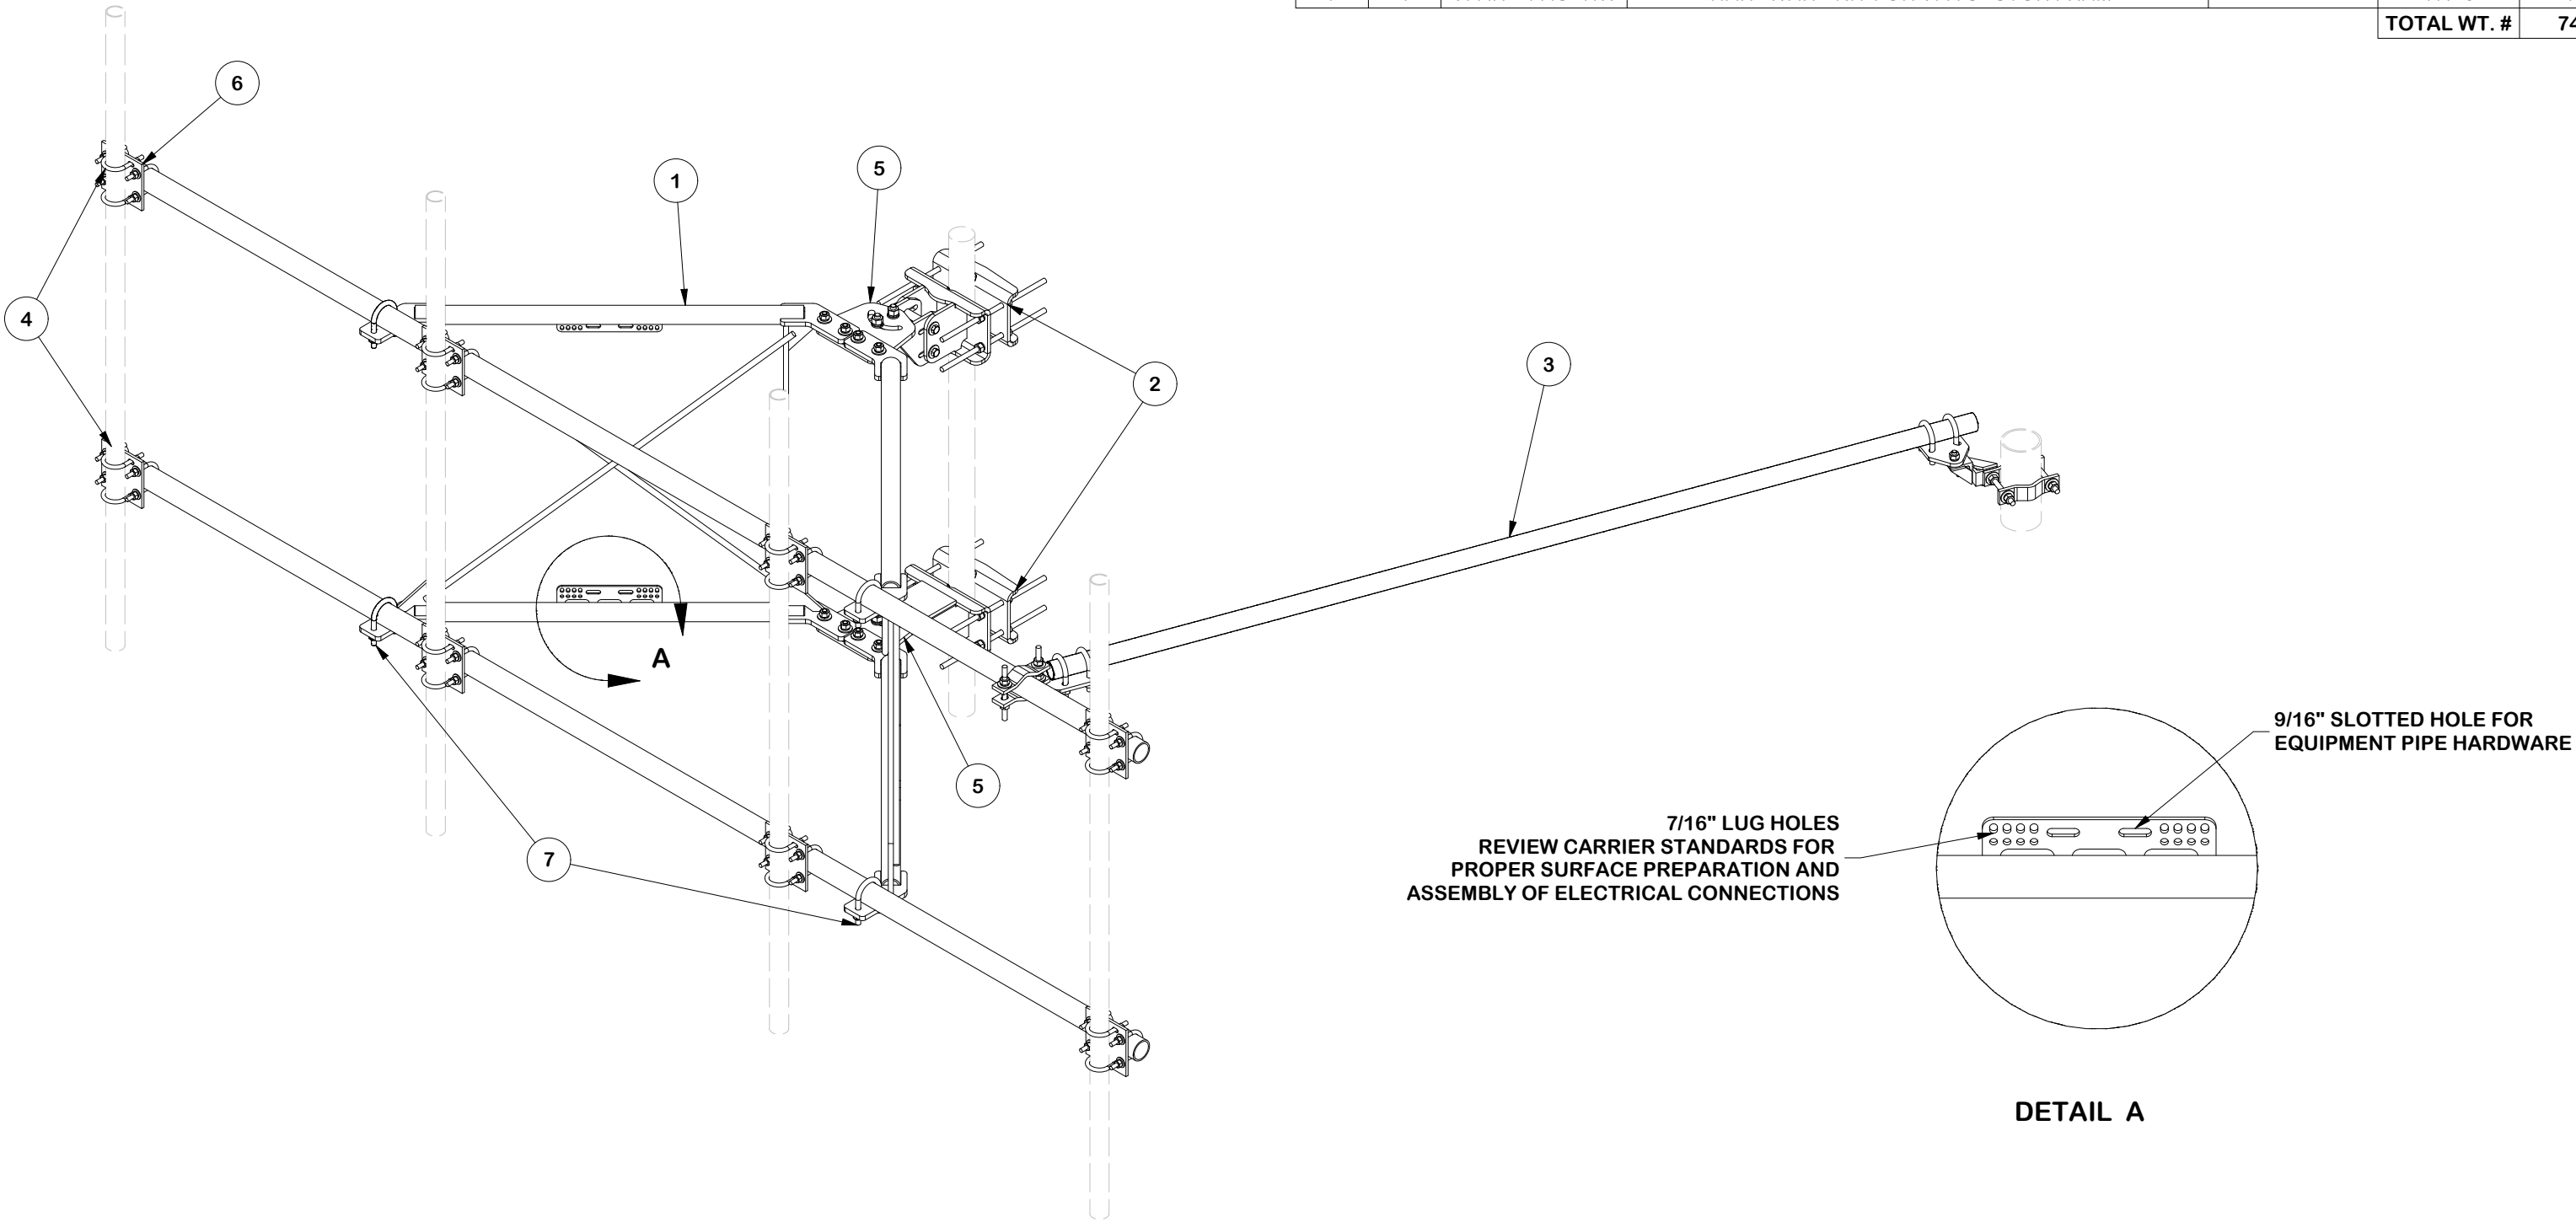 TOTAL WT. #
6
1
5
4
3
2
A
5
7
9/16" SLOTTED HOLE FOR
EQUIPMENT PIPE HARDWARE
7/16" LUG HOLES
REVIEW CARRIER STANDARDS FOR
PROPER SURFACE PREPARATION AND
ASSEMBLY OF ELECTRICAL CONNECTIONS
DETAIL A